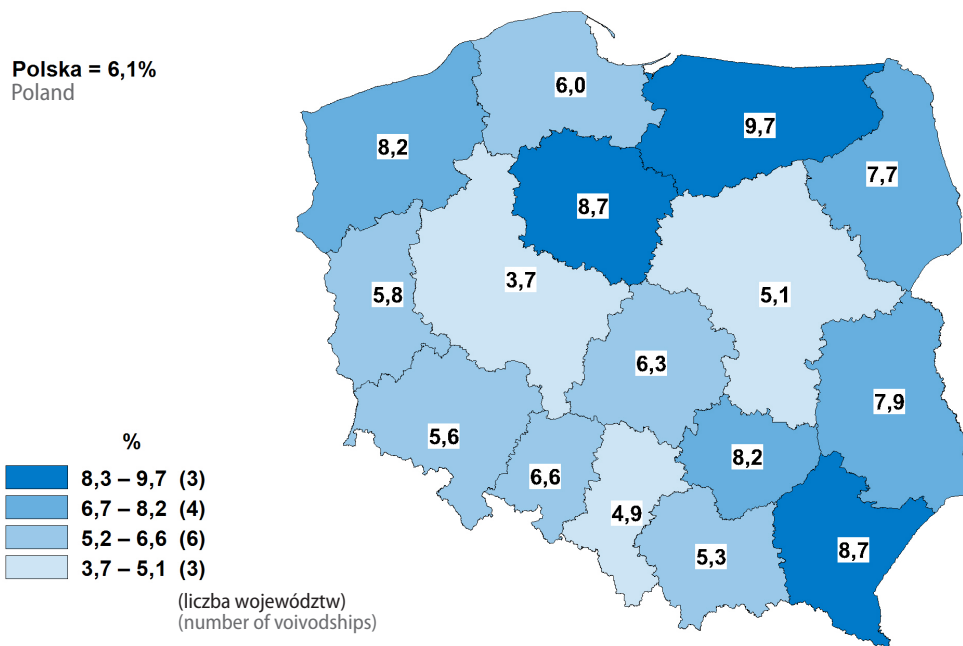 Polska = 6,1%
Poland
6,0
9,7
8,2
7,7
8,7
3,7
5,1
5,8
6,3
7,9
5,6
8,2
6,6
4,9
5,3
8,7
%
8,3 – 9,7 (3)
6,7 – 8,2 (4)
5,2 – 6,6 (6)
3,7 – 5,1 (3)
(liczba województw)
(number of voivodships)